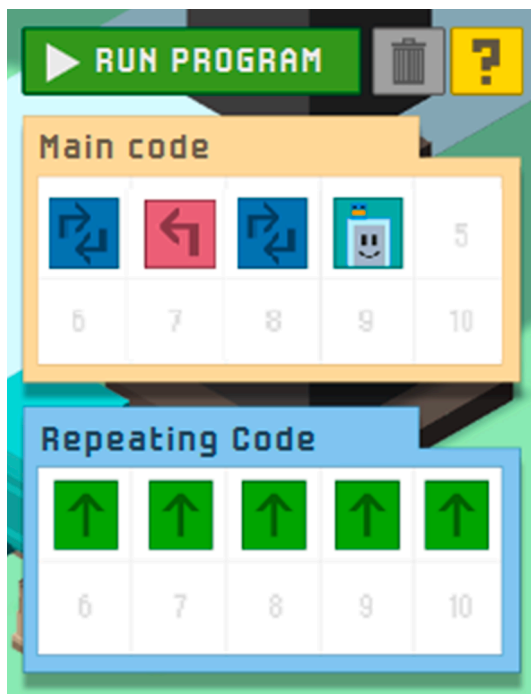 RUN PROGRAM ?
Main code
5
6 7 8 9 10
Repeating Code
6 7 8 9 10